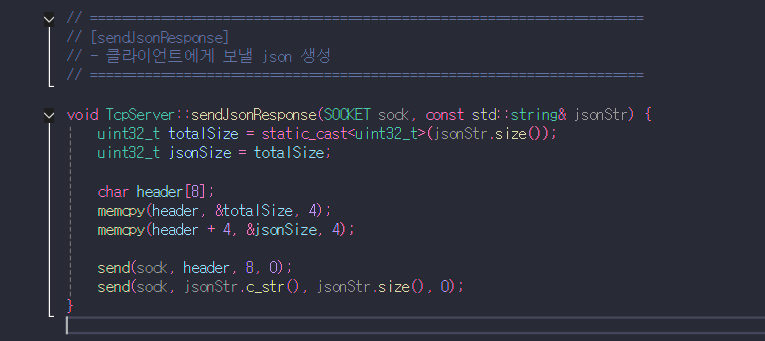 // =====================================================================
// [sendJsonResponse]
// - 클라이언트에게 보낼 json 생성
// =====================================================================
void TcpServer::sendJsonResponse(SOCKET sock, const std::string& jsonStr) {
    uint32_t totalSize = static_cast<uint32_t>(jsonStr.size());
    uint32_t jsonSize = totalSize;
    char header[8];
    memcpy(header, &totalSize, 4);
    memcpy(header + 4, &jsonSize, 4);
    send(sock, header, 8, 0);
    send(sock, jsonStr.c_str(), jsonStr.size(), 0);
}